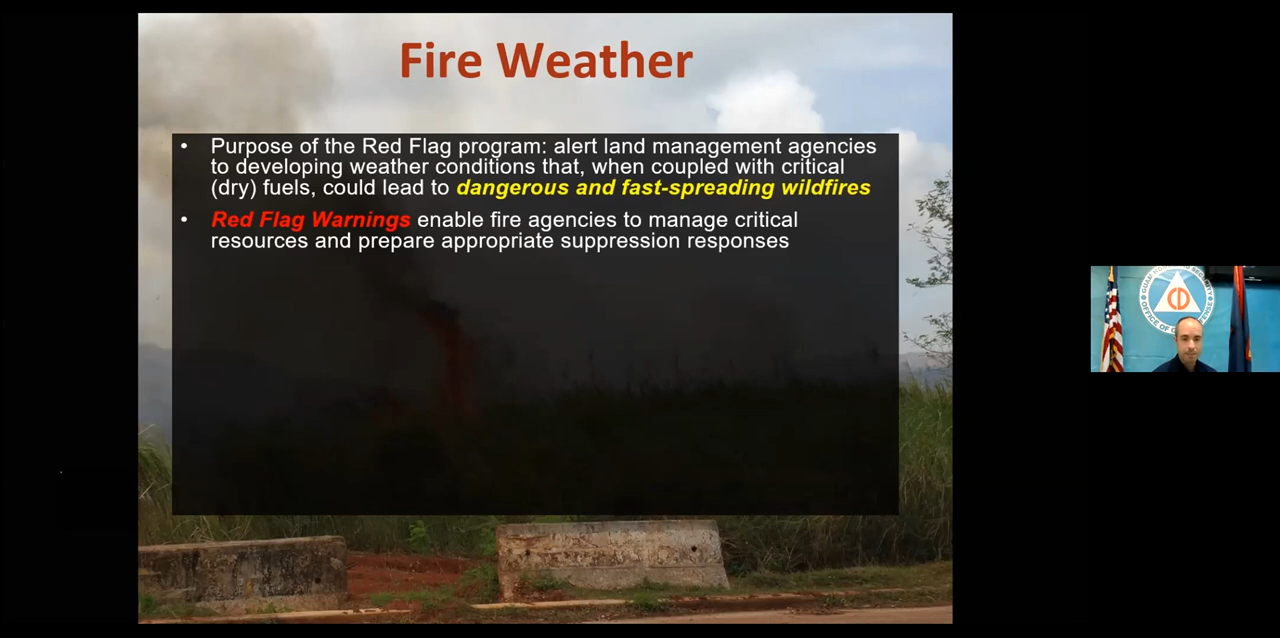 Fire Weather
• Purpose of the Red Flag program: alert land management agencies
to developing weather conditions that, when coupled with critical
(dry) fuels, could lead to dangerous and fast-spreading wildfires
• Red Flag Warnings enable fire agencies to manage critical
resources and prepare appropriate suppression responses
CD